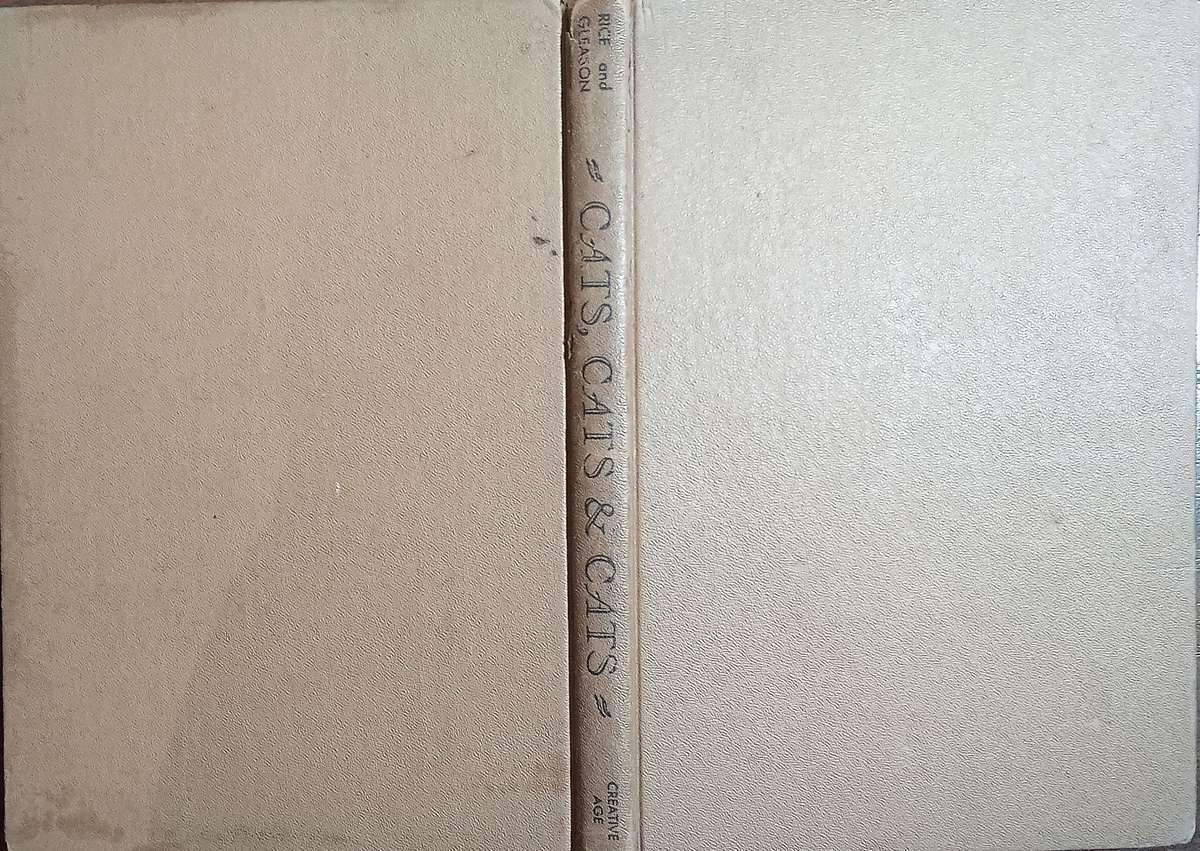 RICE and
GLEASON
CATS, CATS & CATS
CREATIVE
AGE